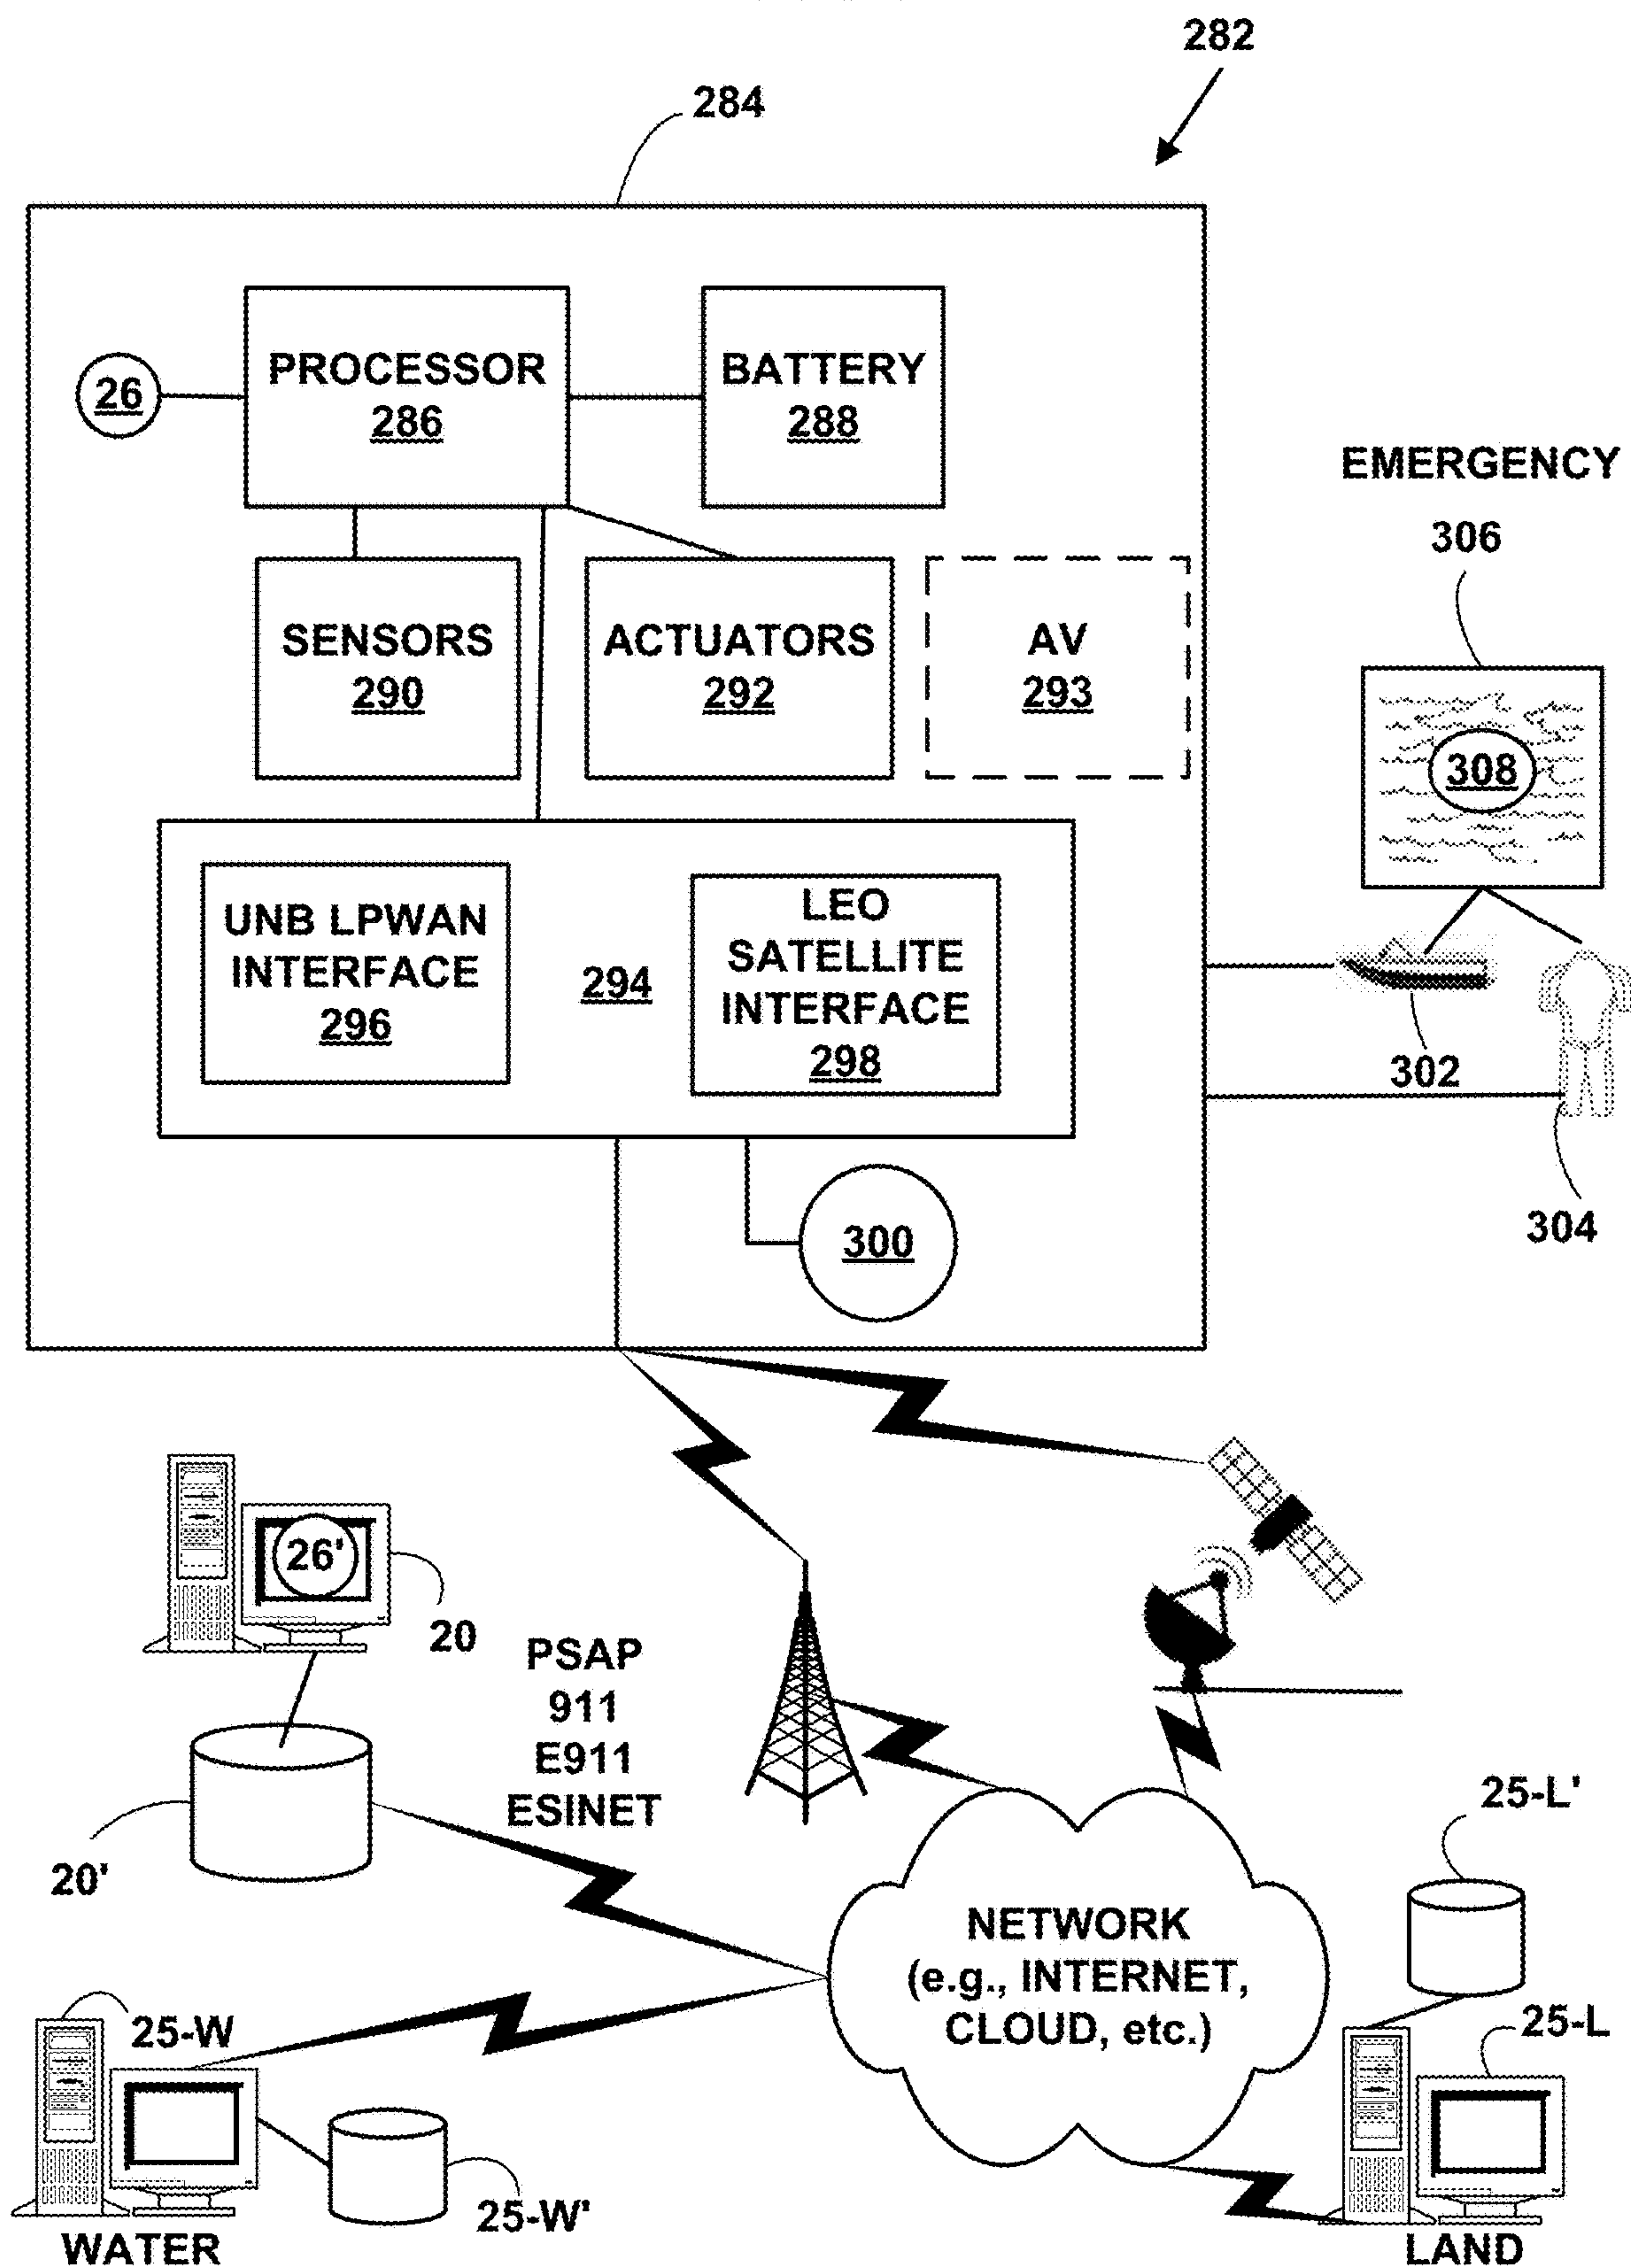 282
284
26
PROCESSOR
286
BATTERY
288
EMERGENCY
306
SENSORS
290
ACTUATORS
292
AV
293
308
UNB LPWAN
INTERFACE
296
294
LEO
SATELLITE
INTERFACE
298
302
304
300
26'
20
PSAP
911
E911
ESINET
20'
25-L'
NETWORK
(e.g., INTERNET,
CLOUD, etc.)
25-W
25-L
25-W'
WATER
LAND